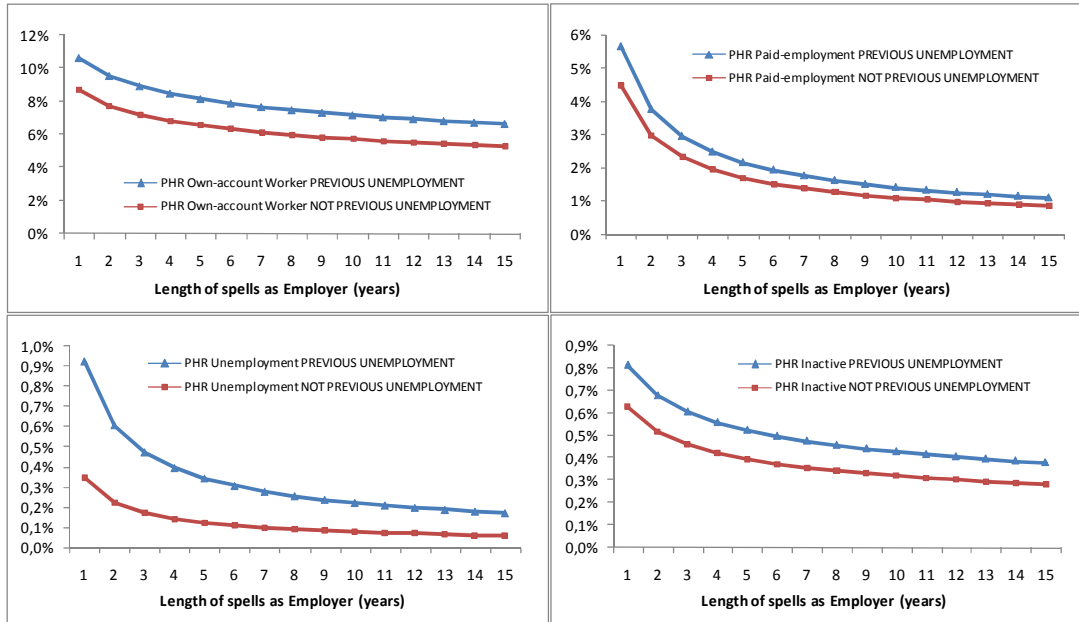 12%
10%
8%
6%
4%
2%
0%
PHR Own-account Worker PREVIOUS UNEMPLOYMENT
PHR Own-account Worker NOT PREVIOUS UNEMPLOYMENT
1 2 3 4 5 6 7 8 9 10 11 12 13 14 15
Length of spells as Employer (years)
6%
5%
4%
3%
2%
1%
0%
PHR Paid-employment PREVIOUS UNEMPLOYMENT
PHR Paid-employment NOT PREVIOUS UNEMPLOYMENT
1 2 3 4 5 6 7 8 9 10 11 12 13 14 15
Length of spells as Employer (years)
1,0%
0,9%
0,8%
0,7%
0,6%
0,5%
0,4%
0,3%
0,2%
0,1%
0,0%
PHR Unemployment PREVIOUS UNEMPLOYMENT
PHR Unemployment NOT PREVIOUS UNEMPLOYMENT
1 2 3 4 5 6 7 8 9 10 11 12 13 14 15
Length of spells as Employer (years)
0,9%
0,8%
0,7%
0,6%
0,5%
0,4%
0,3%
0,2%
0,1%
0,0%
PHR Inactive PREVIOUS UNEMPLOYMENT
PHR Inactive NOT PREVIOUS UNEMPLOYMENT
1 2 3 4 5 6 7 8 9 10 11 12 13 14 15
Length of spells as Employer (years)